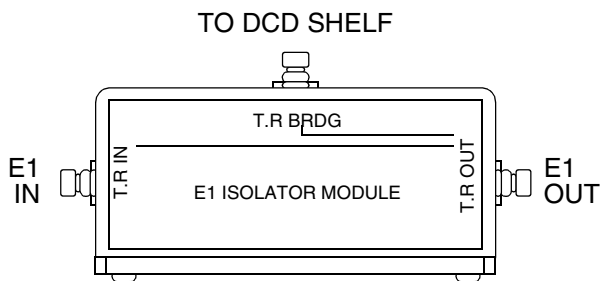 TO DCD SHELF
T.R BRDG
E1
IN
T.R IN
E1 ISOLATOR MODULE
T.R OUT
E1
OUT